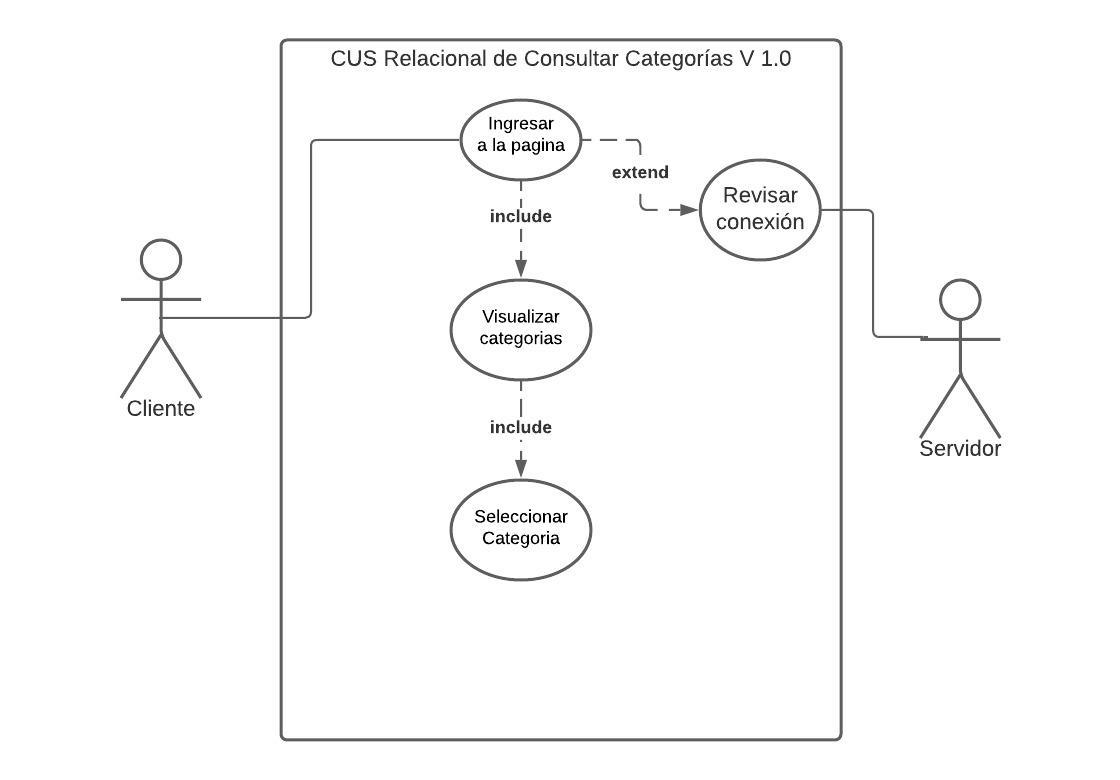 CUS Relacional de Consultar Categorías V 1.0
Ingresar
a la pagina
extend
Revisar
conexión
include
Visualizar
categorias
Cliente
include
Servidor
Seleccionar
Categoria